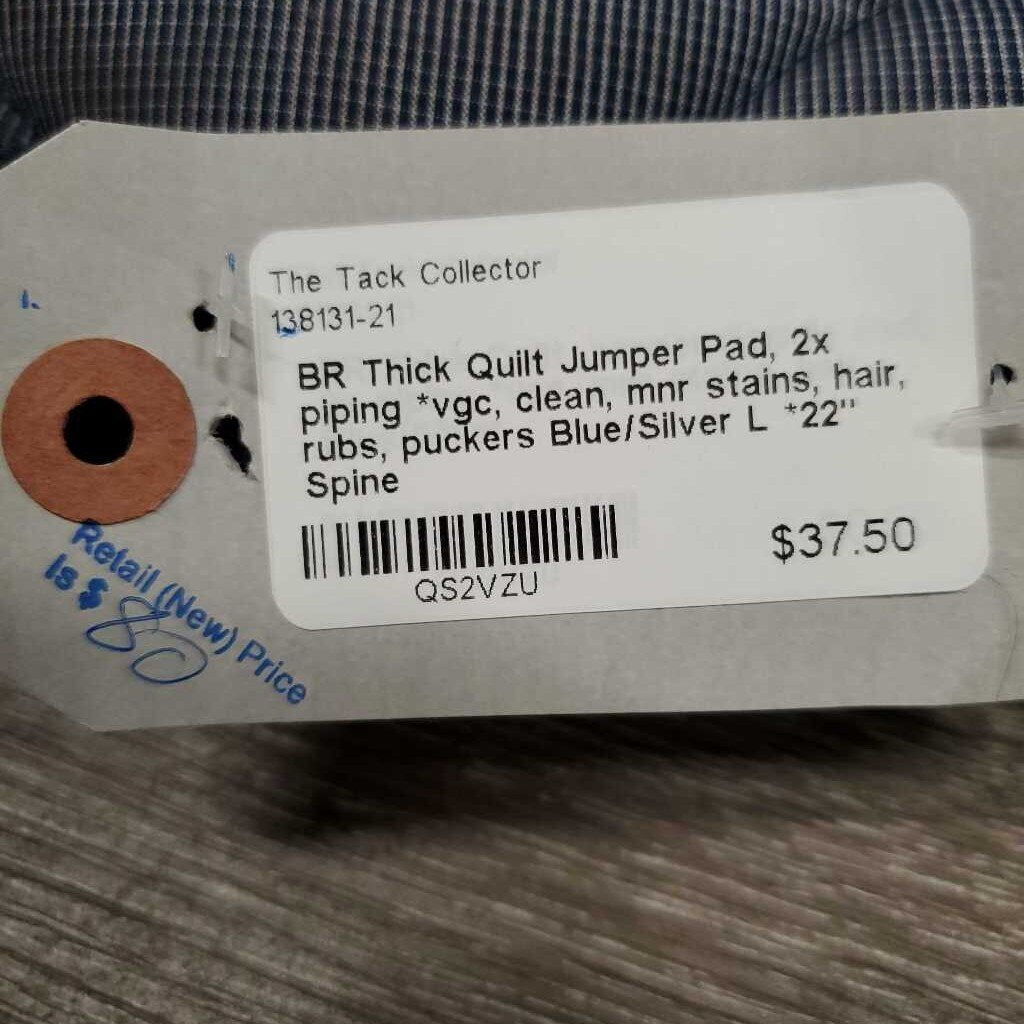 The Tack Collector
138131-21
BR Thick Quilt Jumper Pad, 2x
piping *vgc, clean, mnr stains, hair,
rubs, puckers Blue/Silver L *22"
Spine
$37.50
QS2VZU
Retail (New) Price
Is $ 80